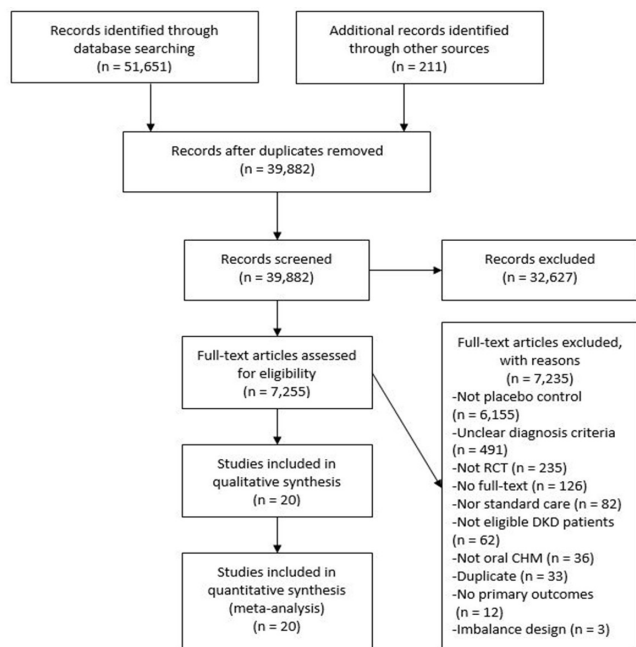 Records identified through
database searching
(n = 51,651)
Additional records identified
through other sources
(n = 211)
Records after duplicates removed
(n = 39,882)
Records screened
(n = 39,882)
Records excluded
(n = 32,627)
Full-text articles assessed
for eligibility
(n = 7,255)
Full-text articles excluded,
with reasons
(n = 7,235)
-Not placebo control
(n = 6,155)
-Unclear diagnosis criteria
(n = 491)
-Not RCT (n = 235)
-No full-text (n = 126)
-Nor standard care (n = 82)
-Not eligible DKD patients
(n = 62)
-Not oral CHM (n = 36)
-Duplicate (n = 33)
-No primary outcomes
(n = 12)
-Imbalance design (n = 3)
Studies included in
qualitative synthesis
(n = 20)
Studies included in
quantitative synthesis
(meta-analysis)
(n = 20)